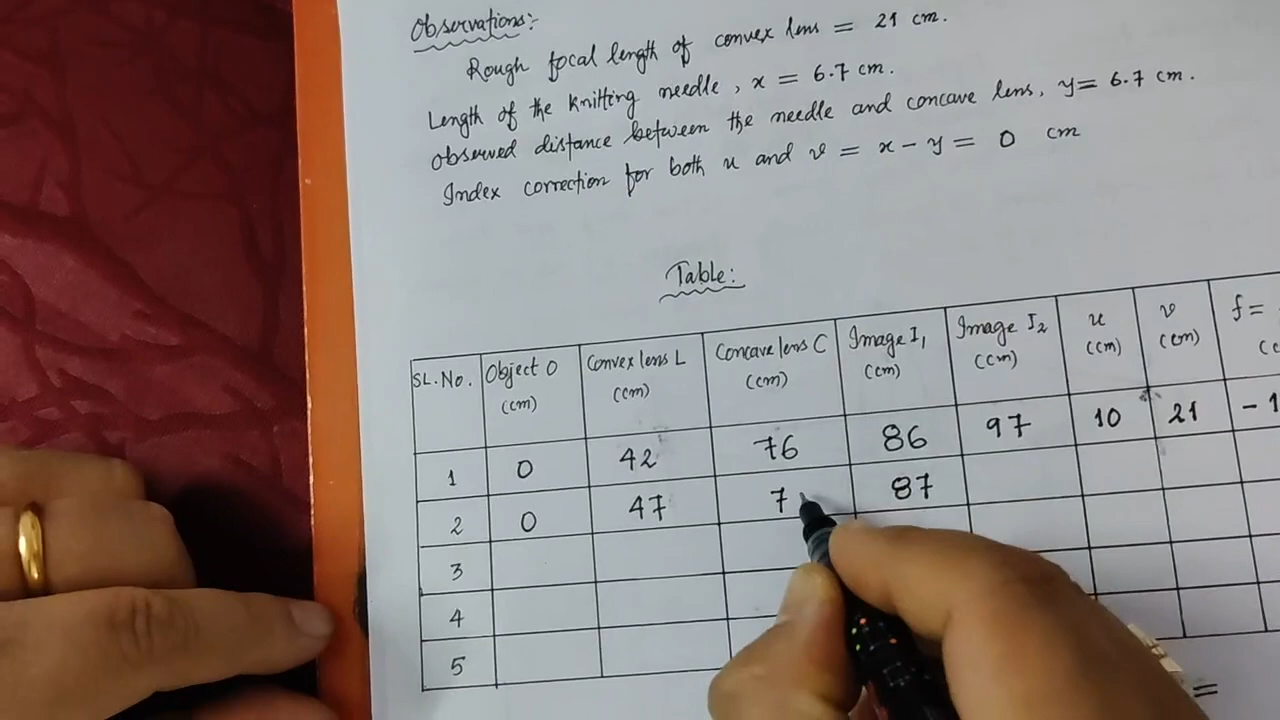 Observations:-
Rough focal length of convex lens = 21 cm.
Length of the knitting needle, x = 6.7 cm.
Observed distance between the needle and concave lens, y = 6.7 cm.
Index correction for both u and v = x - y = 0 cm
Table:
SL. No. Object O (cm) Convex lens L (cm) Concave lens C (cm) Image I₁ (cm) Image I₂ (cm) u (cm) v (cm) f =
1 0 42 76 86 97 10 21 - 1
2 0 47 7 87
3
4
5
=